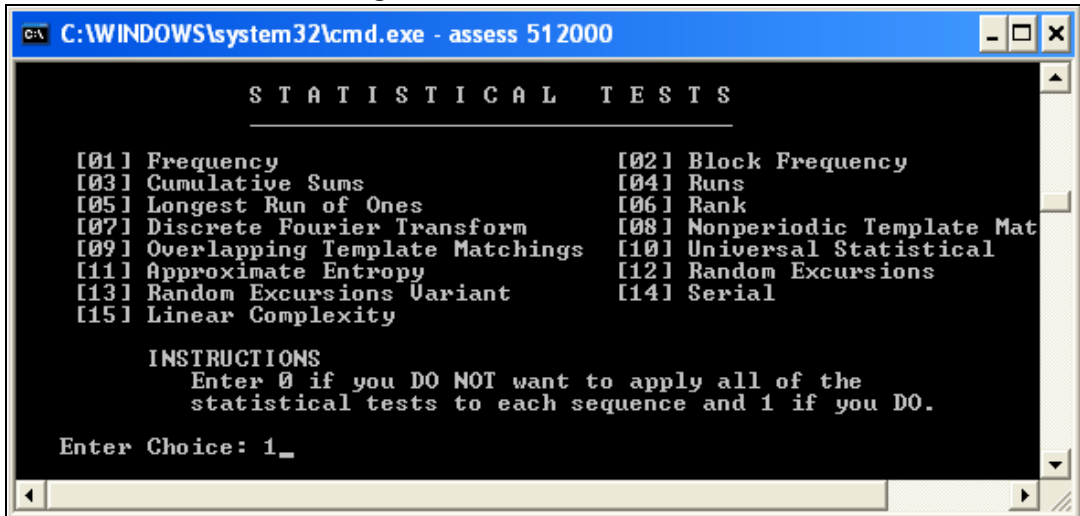 C:\WINDOWS\system32\cmd.exe - assess 512000
S T A T I S T I C A L T E S T S
[01] Frequency [02] Block Frequency
[03] Cumulative Sums [04] Runs
[05] Longest Run of Ones [06] Rank
[07] Discrete Fourier Transform [08] Nonperiodic Template Mat
[09] Overlapping Template Matchings [10] Universal Statistical
[11] Approximate Entropy [12] Random Excursions
[13] Random Excursions Variant [14] Serial
[15] Linear Complexity
INSTRUCTIONS
Enter 0 if you DO NOT want to apply all of the
statistical tests to each sequence and 1 if you DO.
Enter Choice: 1_